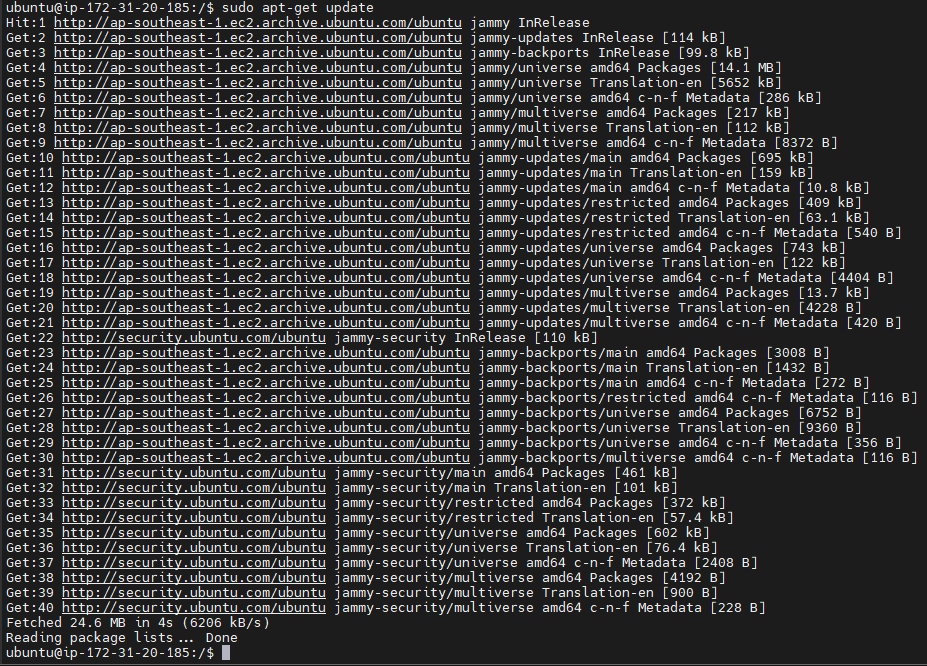 ubuntu@ip-172-31-20-185:/$ sudo apt-get update
Hit:1 http://ap-southeast-1.ec2.archive.ubuntu.com/ubuntu jammy InRelease
Get:2 http://ap-southeast-1.ec2.archive.ubuntu.com/ubuntu jammy-updates InRelease [114 kB]
Get:3 http://ap-southeast-1.ec2.archive.ubuntu.com/ubuntu jammy-backports InRelease [99.8 kB]
Get:4 http://ap-southeast-1.ec2.archive.ubuntu.com/ubuntu jammy/universe amd64 Packages [14.1 MB]
Get:5 http://ap-southeast-1.ec2.archive.ubuntu.com/ubuntu jammy/universe Translation-en [5652 kB]
Get:6 http://ap-southeast-1.ec2.archive.ubuntu.com/ubuntu jammy/universe amd64 c-n-f Metadata [286 kB]
Get:7 http://ap-southeast-1.ec2.archive.ubuntu.com/ubuntu jammy/multiverse amd64 Packages [217 kB]
Get:8 http://ap-southeast-1.ec2.archive.ubuntu.com/ubuntu jammy/multiverse Translation-en [112 kB]
Get:9 http://ap-southeast-1.ec2.archive.ubuntu.com/ubuntu jammy/multiverse amd64 c-n-f Metadata [8372 B]
Get:10 http://ap-southeast-1.ec2.archive.ubuntu.com/ubuntu jammy-updates/main amd64 Packages [695 kB]
Get:11 http://ap-southeast-1.ec2.archive.ubuntu.com/ubuntu jammy-updates/main Translation-en [159 kB]
Get:12 http://ap-southeast-1.ec2.archive.ubuntu.com/ubuntu jammy-updates/main amd64 c-n-f Metadata [10.8 kB]
Get:13 http://ap-southeast-1.ec2.archive.ubuntu.com/ubuntu jammy-updates/restricted amd64 Packages [409 kB]
Get:14 http://ap-southeast-1.ec2.archive.ubuntu.com/ubuntu jammy-updates/restricted Translation-en [63.1 kB]
Get:15 http://ap-southeast-1.ec2.archive.ubuntu.com/ubuntu jammy-updates/restricted amd64 c-n-f Metadata [540 B]
Get:16 http://ap-southeast-1.ec2.archive.ubuntu.com/ubuntu jammy-updates/universe amd64 Packages [743 kB]
Get:17 http://ap-southeast-1.ec2.archive.ubuntu.com/ubuntu jammy-updates/universe Translation-en [122 kB]
Get:18 http://ap-southeast-1.ec2.archive.ubuntu.com/ubuntu jammy-updates/universe amd64 c-n-f Metadata [4404 B]
Get:19 http://ap-southeast-1.ec2.archive.ubuntu.com/ubuntu jammy-updates/multiverse amd64 Packages [13.7 kB]
Get:20 http://ap-southeast-1.ec2.archive.ubuntu.com/ubuntu jammy-updates/multiverse Translation-en [4228 B]
Get:21 http://ap-southeast-1.ec2.archive.ubuntu.com/ubuntu jammy-updates/multiverse amd64 c-n-f Metadata [420 B]
Get:22 http://security.ubuntu.com/ubuntu jammy-security InRelease [110 kB]
Get:23 http://ap-southeast-1.ec2.archive.ubuntu.com/ubuntu jammy-backports/main amd64 Packages [3008 B]
Get:24 http://ap-southeast-1.ec2.archive.ubuntu.com/ubuntu jammy-backports/main Translation-en [1432 B]
Get:25 http://ap-southeast-1.ec2.archive.ubuntu.com/ubuntu jammy-backports/main amd64 c-n-f Metadata [272 B]
Get:26 http://ap-southeast-1.ec2.archive.ubuntu.com/ubuntu jammy-backports/restricted amd64 c-n-f Metadata [116 B]
Get:27 http://ap-southeast-1.ec2.archive.ubuntu.com/ubuntu jammy-backports/universe amd64 Packages [6752 B]
Get:28 http://ap-southeast-1.ec2.archive.ubuntu.com/ubuntu jammy-backports/universe Translation-en [9360 B]
Get:29 http://ap-southeast-1.ec2.archive.ubuntu.com/ubuntu jammy-backports/universe amd64 c-n-f Metadata [356 B]
Get:30 http://ap-southeast-1.ec2.archive.ubuntu.com/ubuntu jammy-backports/multiverse amd64 c-n-f Metadata [116 B]
Get:31 http://security.ubuntu.com/ubuntu jammy-security/main amd64 Packages [461 kB]
Get:32 http://security.ubuntu.com/ubuntu jammy-security/main Translation-en [101 kB]
Get:33 http://security.ubuntu.com/ubuntu jammy-security/restricted amd64 Packages [372 kB]
Get:34 http://security.ubuntu.com/ubuntu jammy-security/restricted Translation-en [57.4 kB]
Get:35 http://security.ubuntu.com/ubuntu jammy-security/universe amd64 Packages [602 kB]
Get:36 http://security.ubuntu.com/ubuntu jammy-security/universe Translation-en [76.4 kB]
Get:37 http://security.ubuntu.com/ubuntu jammy-security/universe amd64 c-n-f Metadata [2408 B]
Get:38 http://security.ubuntu.com/ubuntu jammy-security/multiverse amd64 Packages [4192 B]
Get:39 http://security.ubuntu.com/ubuntu jammy-security/multiverse Translation-en [900 B]
Get:40 http://security.ubuntu.com/ubuntu jammy-security/multiverse amd64 c-n-f Metadata [228 B]
Fetched 24.6 MB in 4s (6206 kB/s)
Reading package lists... Done
ubuntu@ip-172-31-20-185:/$